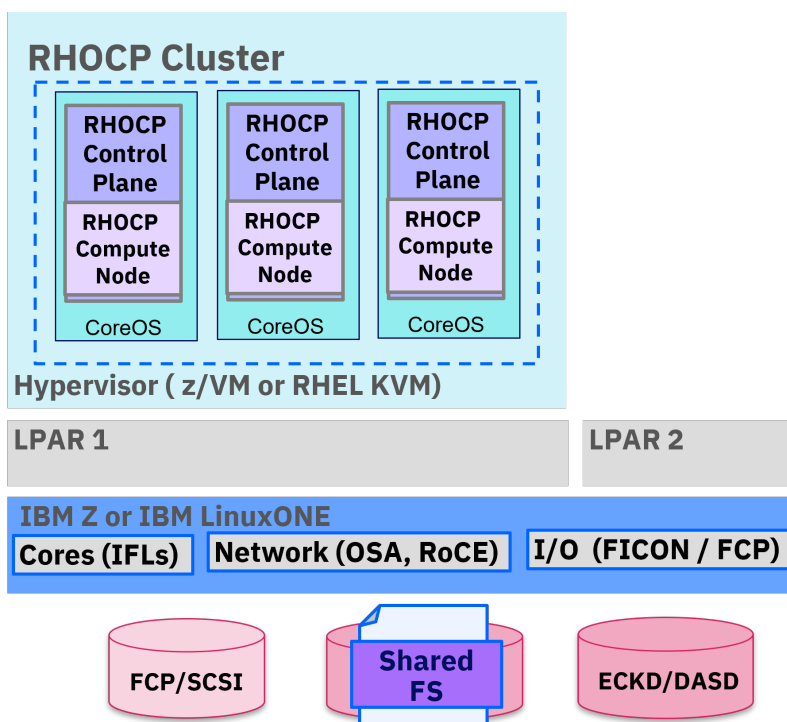 RHOCP Cluster
RHOCP
Control
Plane
RHOCP
Compute
Node
CoreOS
RHOCP
Control
Plane
RHOCP
Compute
Node
CoreOS
RHOCP
Control
Plane
RHOCP
Compute
Node
CoreOS
Hypervisor ( z/VM or RHEL KVM)
LPAR 1
LPAR 2
IBM Z or IBM LinuxONE
Cores (IFLs)
Network (OSA, RoCE)
I/O (FICON / FCP)
FCP/SCSI
Shared
FS
ECKD/DASD